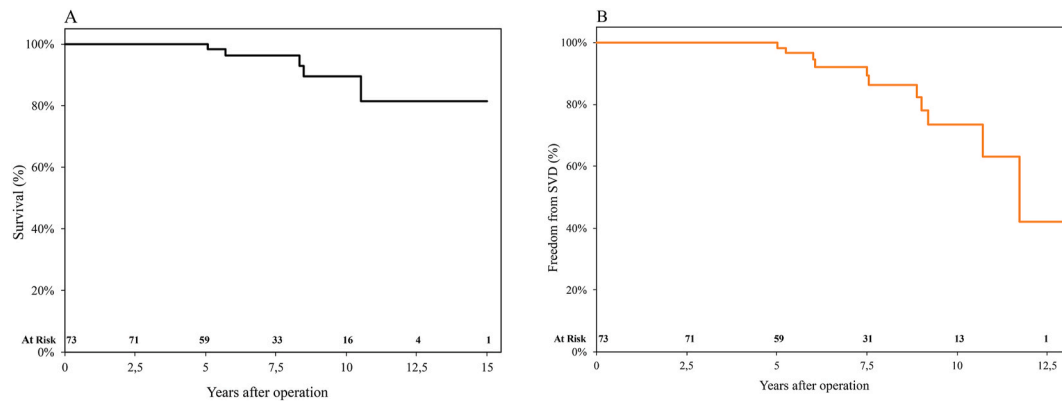 A
100%
80%
60%
40%
20%
0%
Survival (%)
At Risk 73 71 59 33 16 4 1
0 2,5 5 7,5 10 12,5 15
Years after operation
B
100%
80%
60%
40%
20%
0%
Freedom from SVD (%)
At Risk 73 71 59 31 13 1
0 2,5 5 7,5 10 12,5
Years after operation